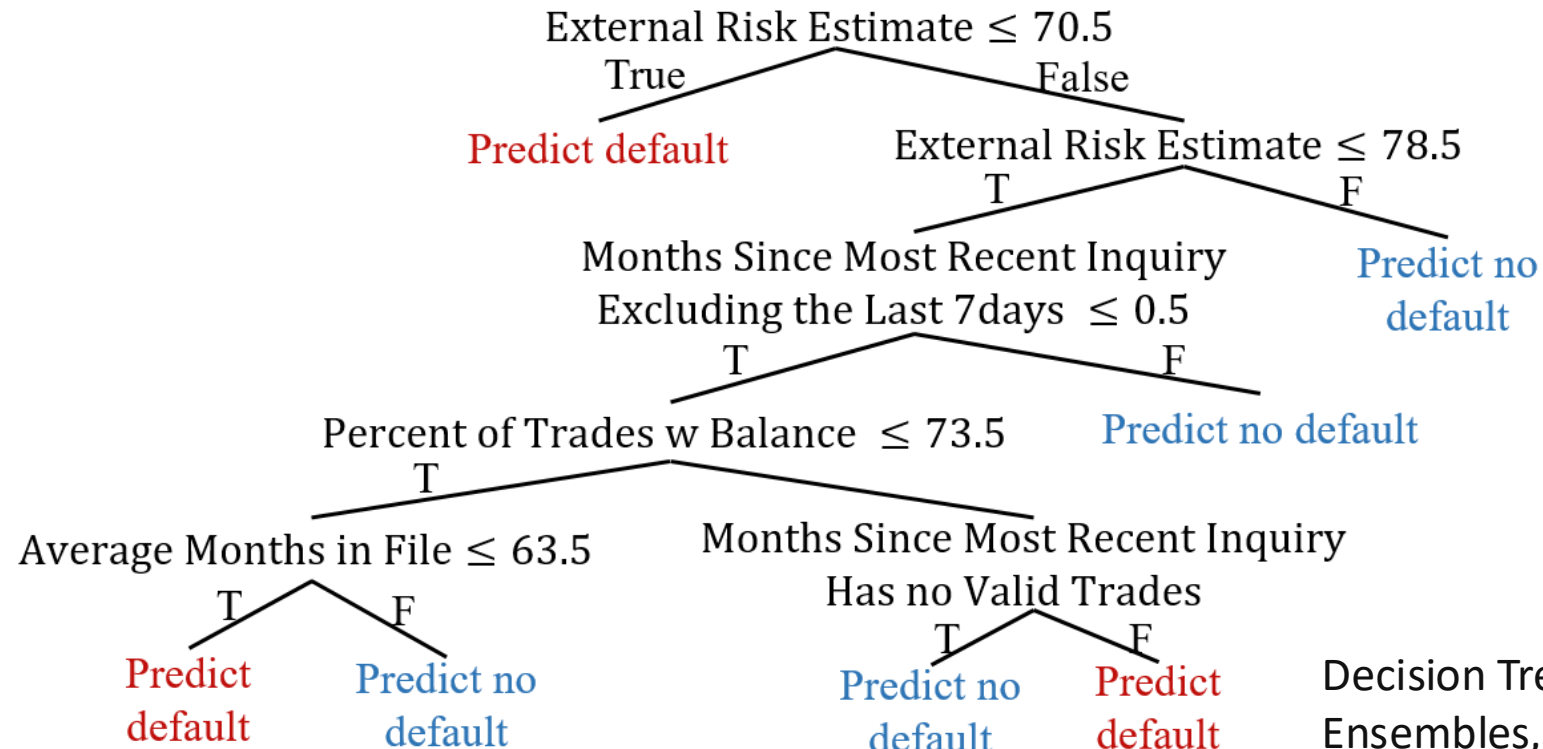 External Risk Estimate ≤ 70.5
True
False
Predict default
External Risk Estimate ≤ 78.5
T
F
Months Since Most Recent Inquiry
Excluding the Last 7days ≤ 0.5
Predict no
default
T
F
Percent of Trades w Balance ≤ 73.5
Predict no default
T
Average Months in File ≤ 63.5
Months Since Most Recent Inquiry
Has no Valid Trades
T
F
T
F
Predict
default
Predict no
default
Predict no
default
Predict
default
Decision
Ensembles,